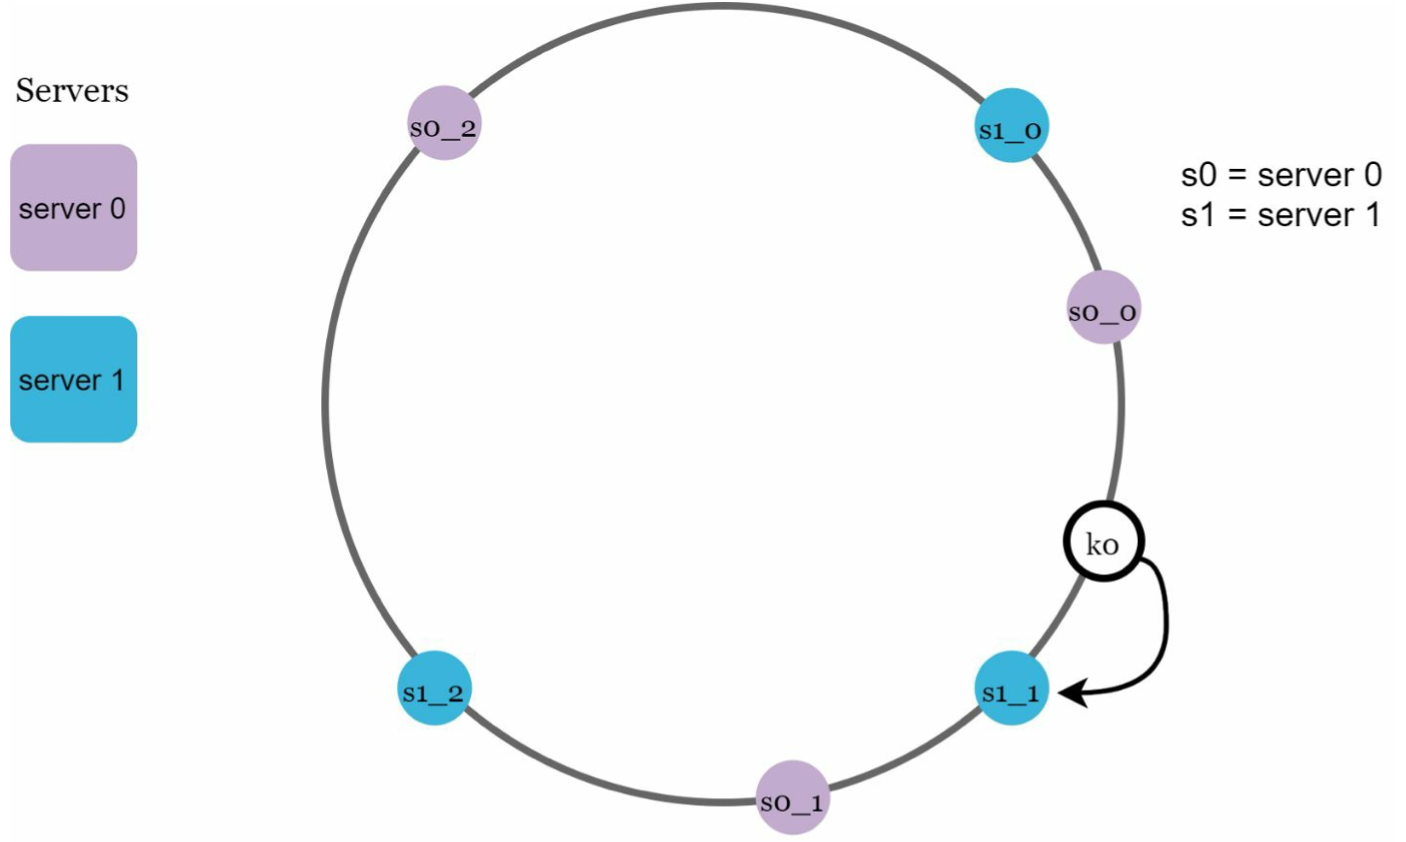 Servers
server 0
server 1
s0_2
s1_0
s0 = server 0
s1 = server 1
s0_0
k0
s1_1
s1_2
s0_1